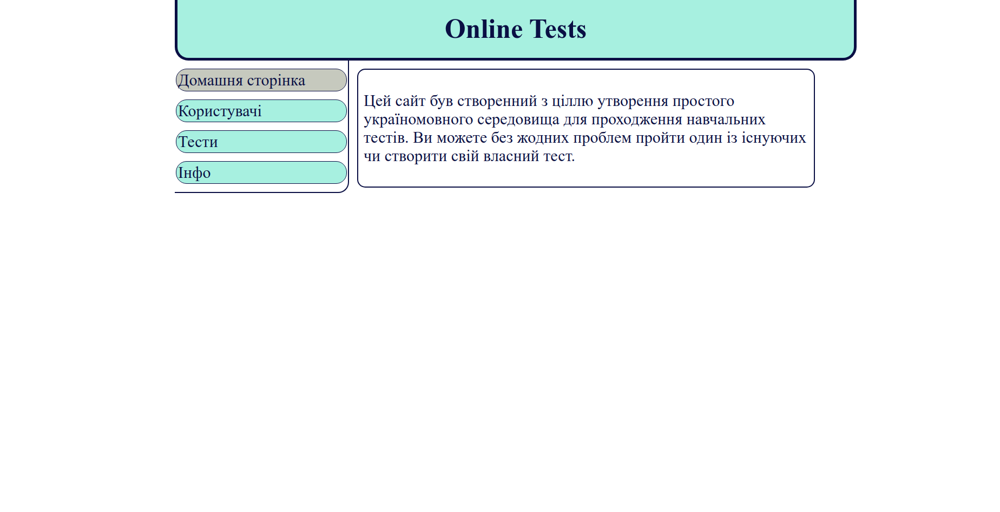 Online Tests
Домашня сторінка
Користувачі
Тести
Інфо
Цей сайт був створенний з ціллю утворення простого
україномовного середовища для проходження навчальних
тестів. Ви можете без жодних проблем пройти один із існуючих
чи створити свій власний тест.